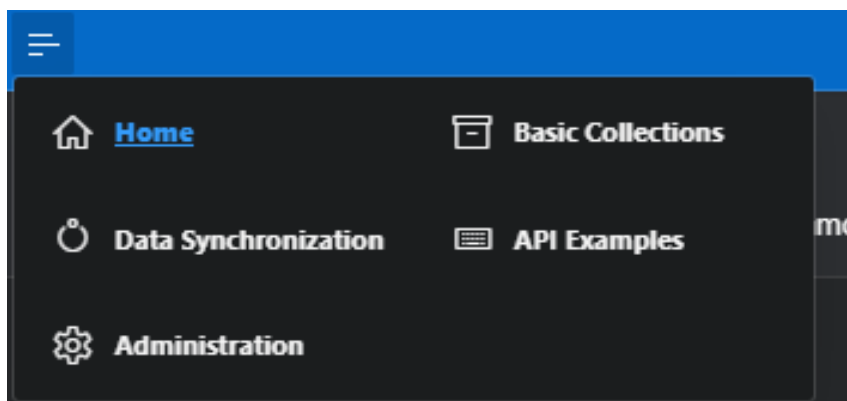 Home
Basic Collections
Data Synchronization
API Examples
Administration